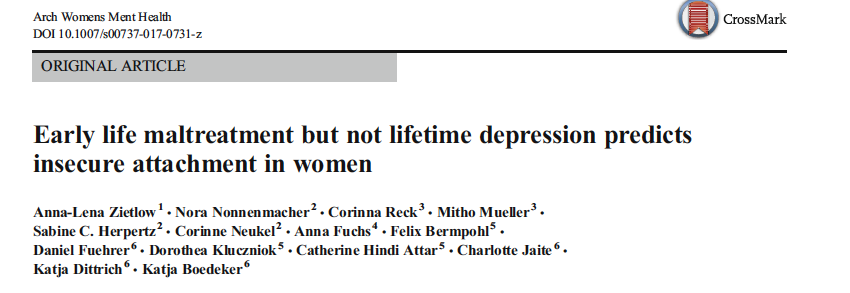 Arch Womens Ment Health
DOI 10.1007/s00737-017-0731-z
CrossMark
ORIGINAL ARTICLE
Early life maltreatment but not lifetime depression predicts
insecure attachment in women
Anna-Lena Zietlow1 · Nora Nonnenmacher2 · Corinna Reck3 · Mitho Mueller3 ·
Sabine C. Herpertz2 · Corinne Neukel2 · Anna Fuchs4 · Felix Bermpohl5 ·
Daniel Fuehrer6 · Dorothea Kluczniok5 · Catherine Hindi Attar5 · Charlotte Jaite6 ·
Katja Dittrich6 · Katja Boedeker6